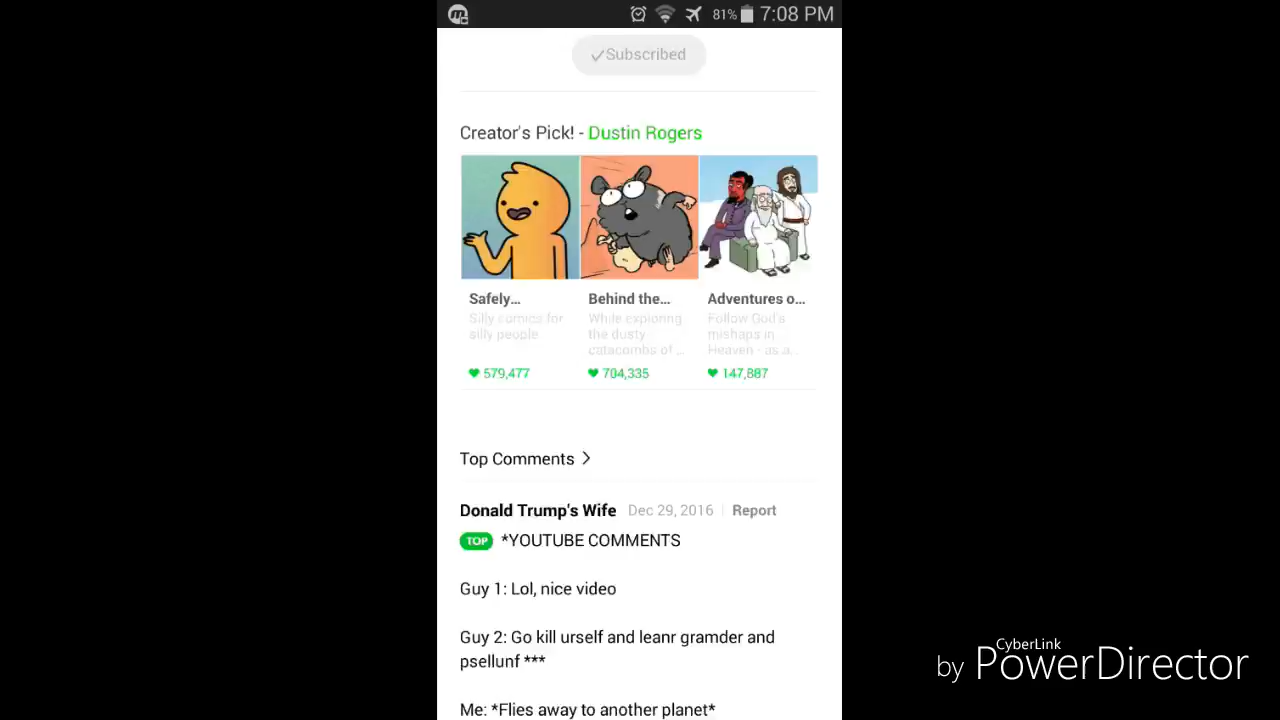 81% 7:08 PM
✓Subscribed
Creator's Pick! - Dustin Rogers
Safely...
Silly comics for
silly people
579,477
Behind the...
While exploring
the dusty
catacombs of ...
704,335
Adventures o...
Follow God's
mishaps in
Heaven - as a...
147,887
Top Comments >
Donald Trump's Wife Dec 29, 2016 | Report
TOP *YOUTUBE COMMENTS
Guy 1: Lol, nice video
Guy 2: Go kill urself and leanr gramder and
psellunf ***
Me: *Flies away to another planet*
by CyberLink PowerDirector